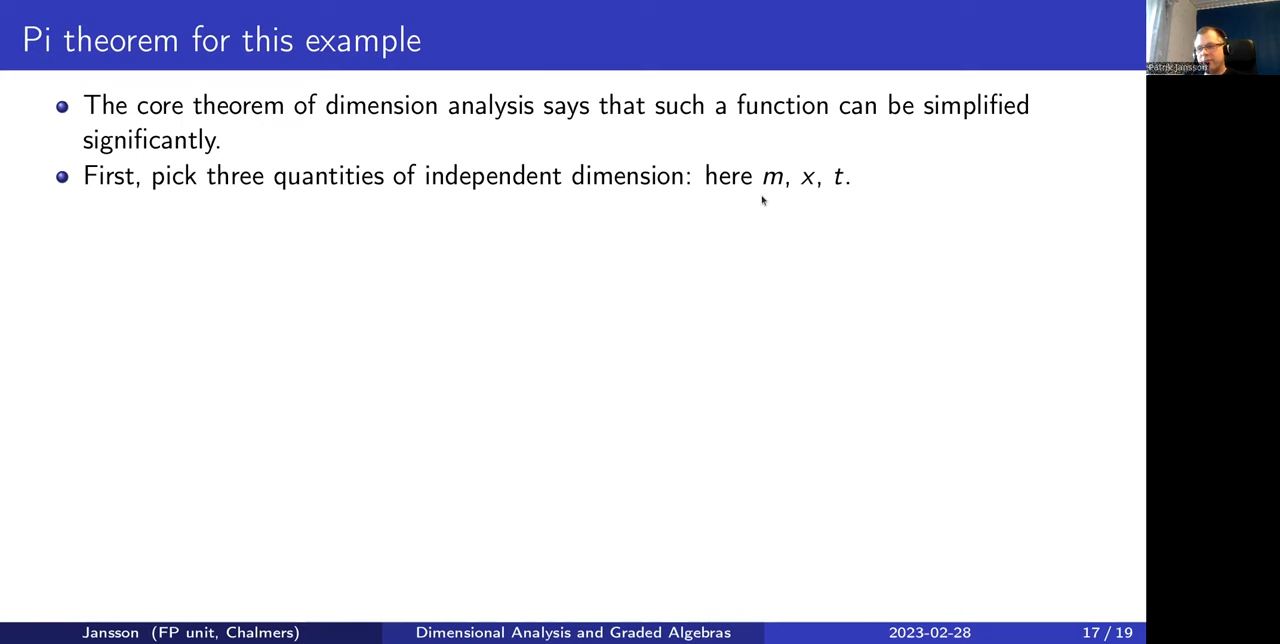 Pi theorem for this example
Patrik Jansson
The core theorem of dimension analysis says that such a function can be simplified
significantly.
First, pick three quantities of independent dimension: here m, x, t.
Jansson (FP unit, Chalmers) Dimensional Analysis and Graded Algebras 2023-02-28 17 / 19